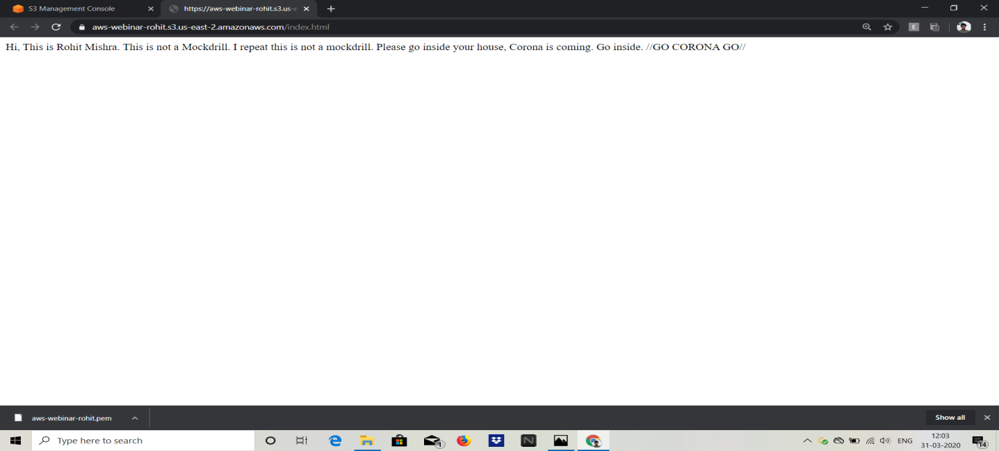 S3 Management Console
https://aws-webinar-rohit.s3.us-e
aws-webinar-rohit.s3.us-east-2.amazonaws.com/index.html
E
Hi, This is Rohit Mishra. This is not a Mockdrill. I repeat this is not a mockdrill. Please go inside your house, Corona is coming. Go inside. //GO CORONA GO//
aws-webinar-rohit.pem
Show all
Type here to search
1
N
ENG
12:03
31-03-2020
14